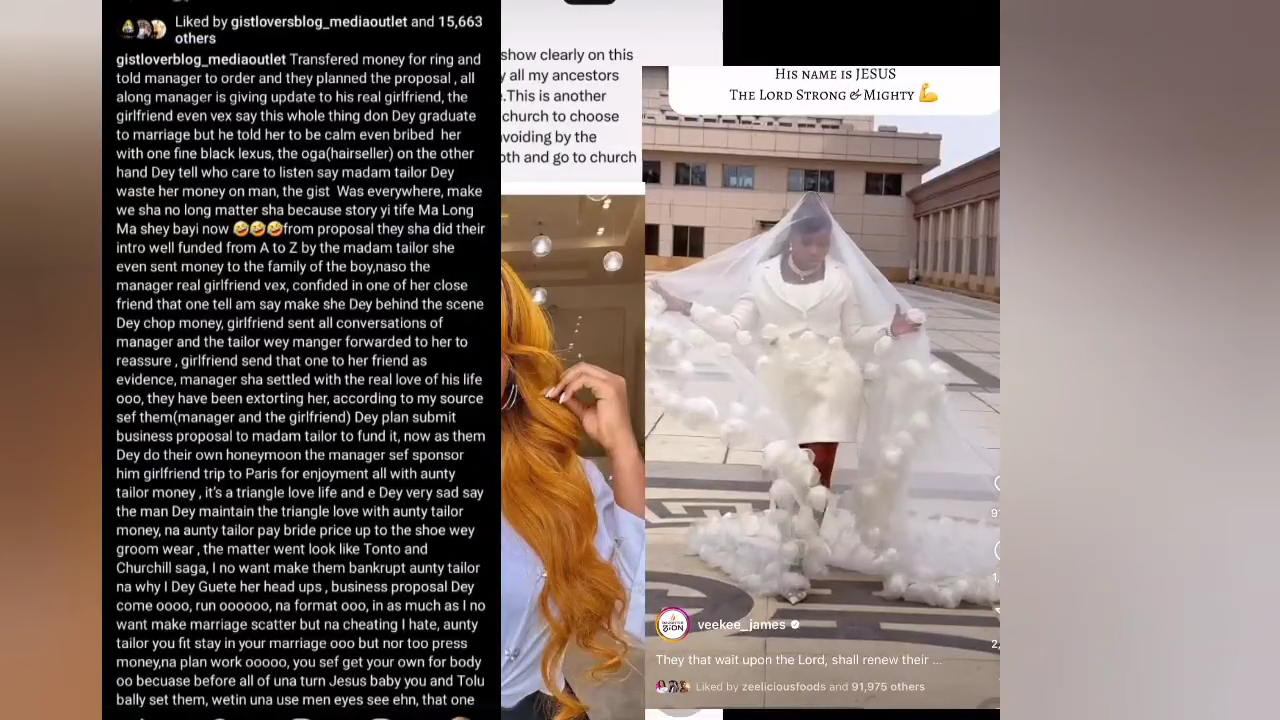 Liked by gistloversblog_mediaoutlet and 15,663
others
gistloverblog_mediaoutlet Transfered money for ring and
told manager to order and they planned the proposal , all
along manager is giving update to his real girlfriend, the
girlfriend even vex say this whole thing don Dey graduate
to marriage but he told her to be calm even bribed  her
with one fine black lexus, the oga(hairseller) on the other
hand Dey tell who care to listen say madam tailor Dey
waste her money on man, the gist  Was everywhere, make
we sha no long matter sha because story yi tife Ma Long
Ma shey bayi now 🤣🤣🤣from proposal they sha did their
intro well funded from A to Z by the madam tailor she
even sent money to the family of the boy,naso the
manager real girlfriend vex, confided in one of her close
friend that one tell am say make she Dey behind the scene
Dey chop money, girlfriend sent all conversations of
manager and the tailor wey manger forwarded to her to
reassure , girlfriend send that one to her friend as
evidence, manager sha settled with the real love of his life
ooo, they have been extorting her, according to my source
sef them(manager and the girlfriend) Dey plan submit
business proposal to madam tailor to fund it, now as them
Dey do their own honeymoon the manager sef sponsor
him girlfriend trip to Paris for enjoyment all with aunty
tailor money , it's a triangle love life and e Dey very sad say
the man Dey maintain the triangle love with aunty tailor
money, na aunty tailor pay bride price up to the shoe wey
groom wear , the matter went look like Tonto and
Churchill saga, I no want make them bankrupt aunty tailor
na why I Dey Guete her head ups , business proposal Dey
come oooo, run oooooo, na format ooo, in as much as I no
want make marriage scatter but na cheating I hate, aunty
tailor you fit stay in your marriage ooo but nor too press
money,na plan work ooooo, you sef get your own for body
oo becuase before all of una turn Jesus baby you and Tolu
bally set them, wetin una use men eyes see ehn, that one
show clearly on this
all my ancestors
.This is another
church to choose
voiding by the
oth and go to church
His name is JESUS
The Lord Strong & Mighty 💪
DAUGHTER
ZION
veekee_james
They that wait upon the Lord, shall renew their ...
Liked by zeeliciousfoods and 91,975 others